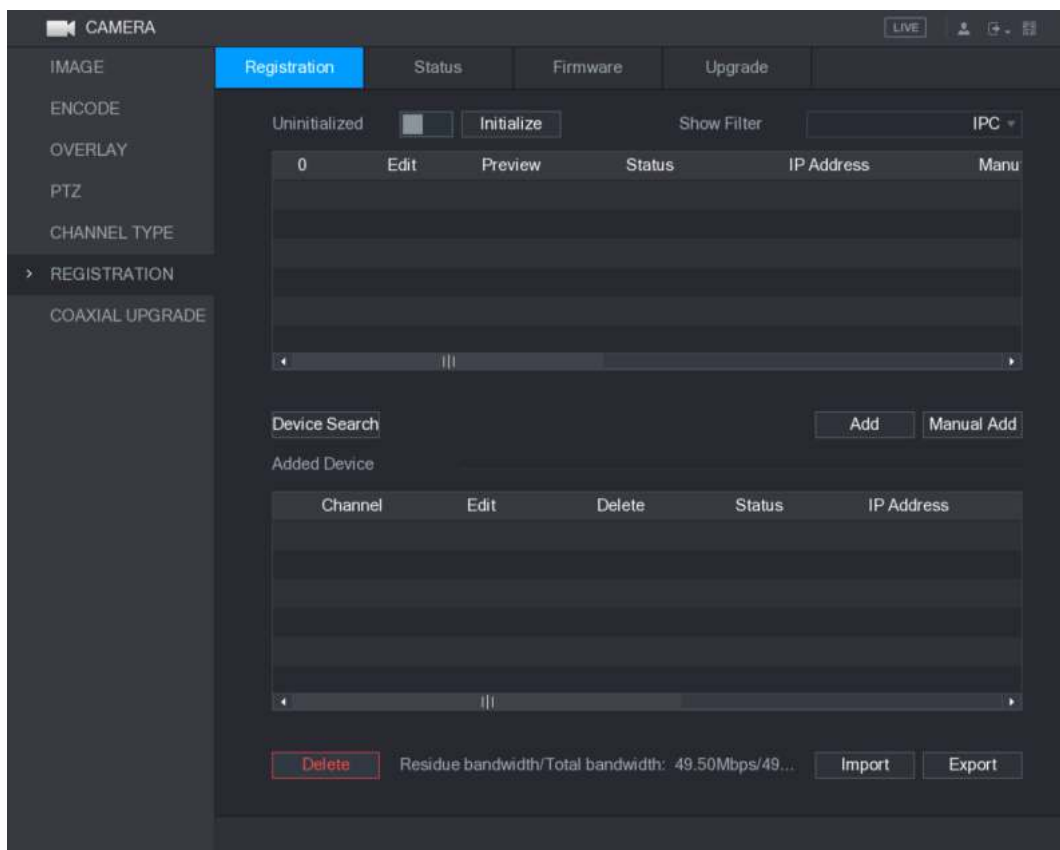 CAMERA
LIVE
IMAGE
Registration Status Firmware Upgrade
ENCODE
Uninitialized Initialize Show Filter IPC
OVERLAY
0 Edit Preview Status IP Address Manu
PTZ
CHANNEL TYPE
REGISTRATION
COAXIAL UPGRADE
Device Search Add Manual Add
Added Device
Channel Edit Delete Status IP Address
Delete Residue bandwidth/Total bandwidth: 49.50Mbps/49... Import Export